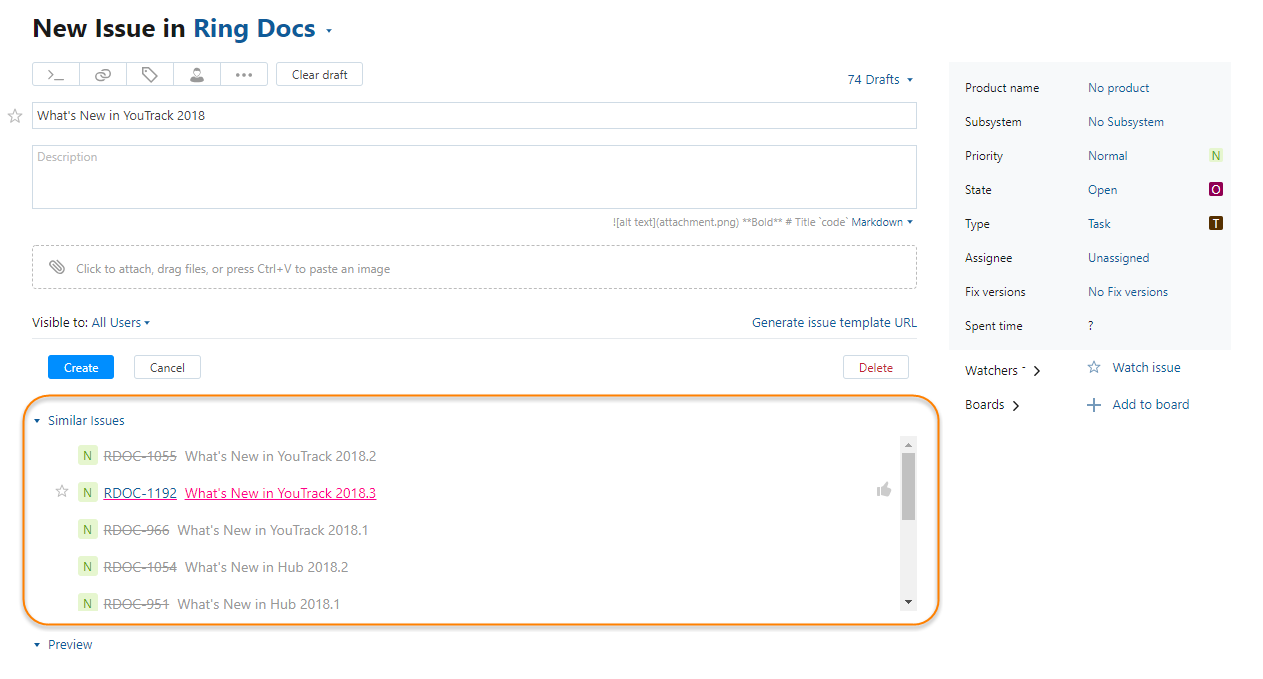 New Issue in Ring Docs
Clear draft
74 Drafts
What's New in YouTrack 2018
Description
![alt text](attachment.png) **Bold** # Title `code` Markdown
Click to attach, drag files, or press Ctrl+V to paste an image
Visible to: All Users
Generate issue template URL
Create
Cancel
Delete
Similar Issues
N RDOC-1055 What's New in YouTrack 2018.2
N RDOC-1192 What's New in YouTrack 2018.3
N RDOC-966 What's New in YouTrack 2018.1
N RDOC-1054 What's New in Hub 2018.2
N RDOC-951 What's New in Hub 2018.1
Preview
Product name No product
Subsystem No Subsystem
Priority Normal N
State Open O
Type Task T
Assignee Unassigned
Fix versions No Fix versions
Spent time ?
Watchers Watch issue
Boards Add to board